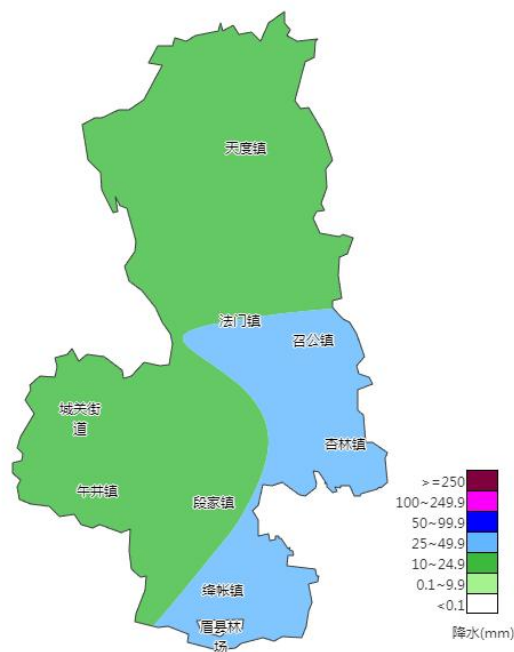 天度镇
法门镇
召公镇
城关街
道
杏林镇
午井镇
段家镇
绛帐镇
眉县林
场
>=250
100~249.9
50~99.9
25~49.9
10~24.9
0.1~9.9
<0.1
降水(mm)